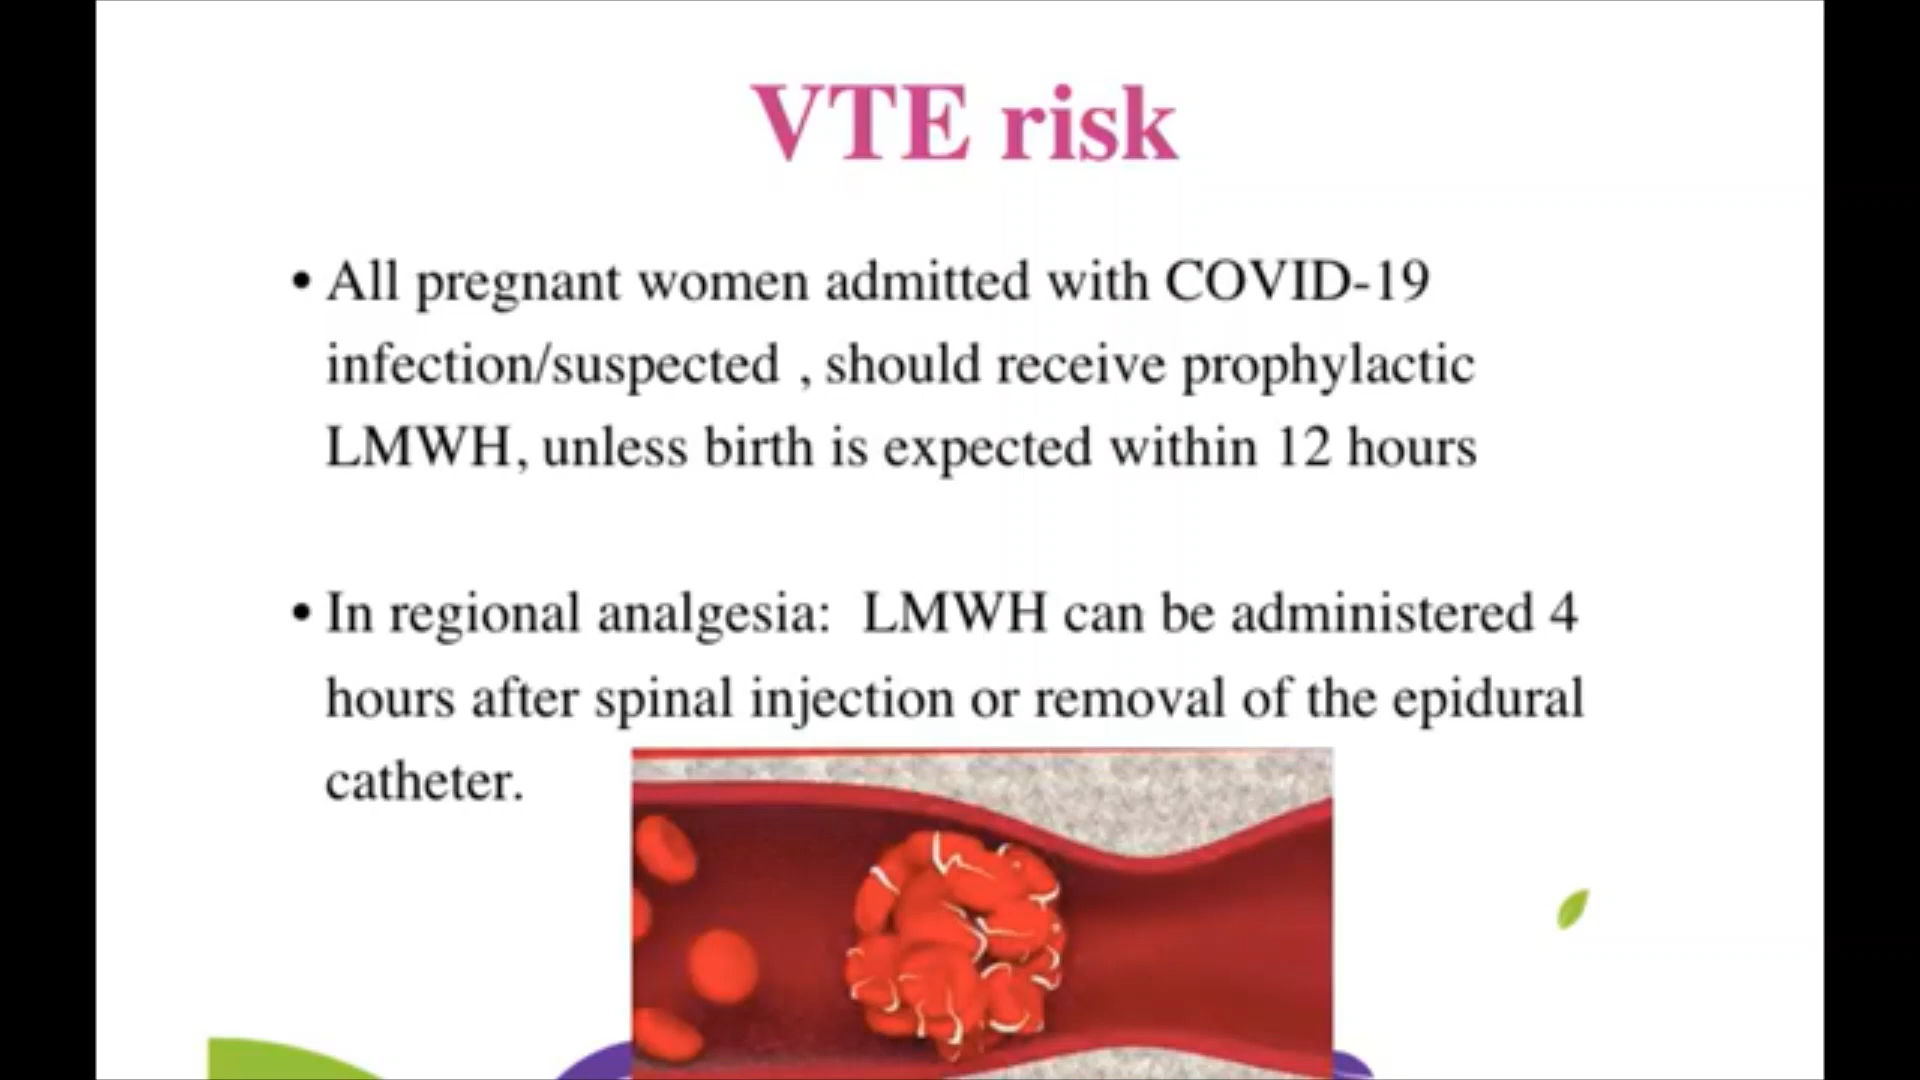 VTE risk
• All pregnant women admitted with COVID-19
infection/suspected , should receive prophylactic
LMWH, unless birth is expected within 12 hours
• In regional analgesia:  LMWH can be administered 4
hours after spinal injection or removal of the epidural
catheter.